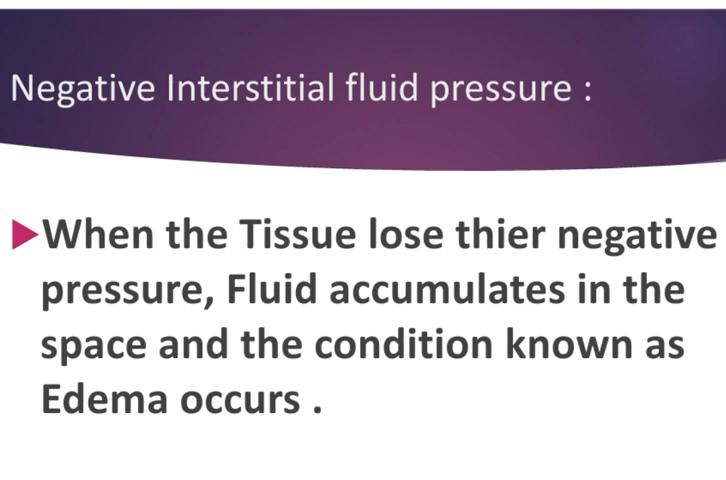 Negative Interstitial fluid pressure :
When the Tissue lose thier negative
pressure, Fluid accumulates in the
space and the condition known as
Edema occurs .